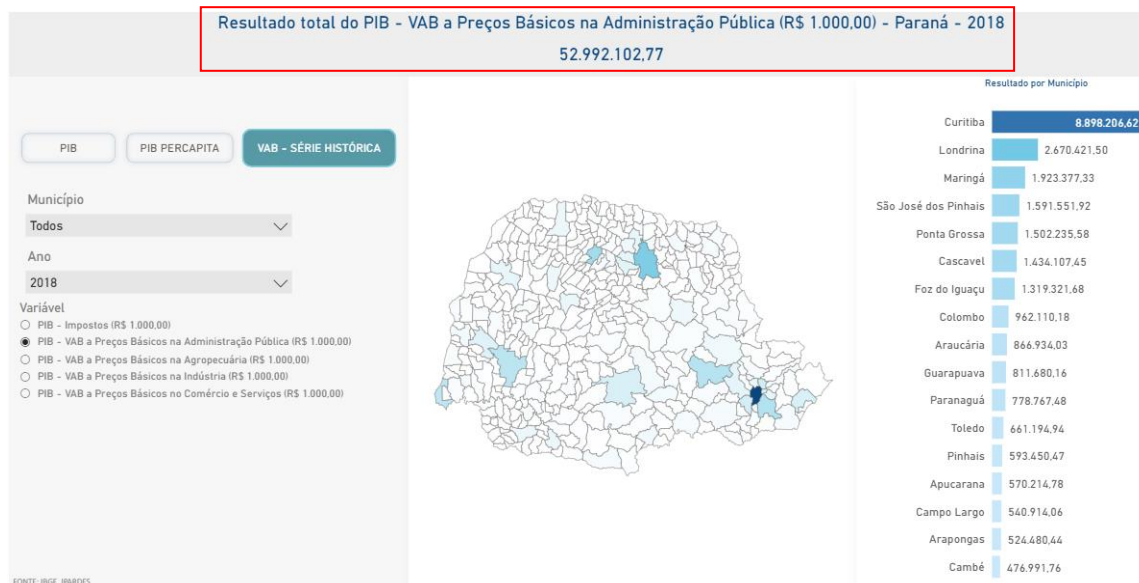 Resultado total do PIB - VAB a Preços Básicos na Administração Pública (R$ 1.000,00) - Paraná - 2018
52.992.102,77
PIB
PIB PERCAPITA
VAB - SÉRIE HISTÓRICA
Município
Todos
Ano
2018
Variável
PIB - Impostos (R$ 1.000,00)
PIB - VAB a Preços Básicos na Administração Pública (R$ 1.000,00)
PIB - VAB a Preços Básicos na Agropecuária (R$ 1.000,00)
PIB - VAB a Preços Básicos na Indústria (R$ 1.000,00)
PIB - VAB a Preços Básicos no Comércio e Serviços (R$ 1.000,00)
FONTE: IBGE, IPARDES
Resultado por Município
Curitiba 8.898.206,62
Londrina 2.670.421,50
Maringá 1.923.377,33
São José dos Pinhais 1.591.551,92
Ponta Grossa 1.502.235,58
Cascavel 1.434.107,45
Foz do Iguaçu 1.319.321,68
Colombo 962.110,18
Araucária 866.934,03
Guarapuava 811.680,16
Paranaguá 778.767,48
Toledo 661.194,94
Pinhais 593.450,47
Apucarana 570.214,78
Campo Largo 540.914,06
Arapongas 524.480,44
Cambé 476.991,76